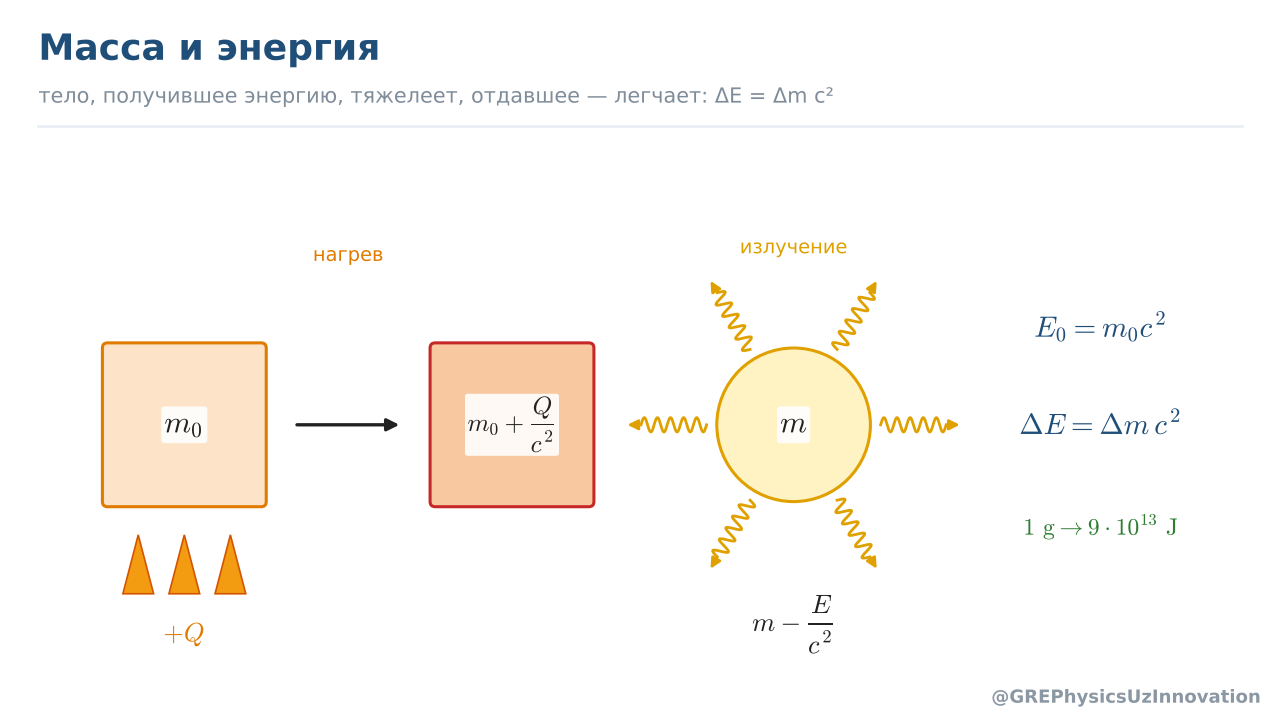 Масса и энергия
тело, получившее энергию, тяжелеет, отдавшее — легчает: ΔE = Δm c²
нагрев
излучение
m₀
m₀ + Q/c²
m
E₀ = m₀c²
ΔE = Δm c²
1 g → 9 · 10¹³ J
+Q
m − E/c²
@GREPhysicsUzInnovation